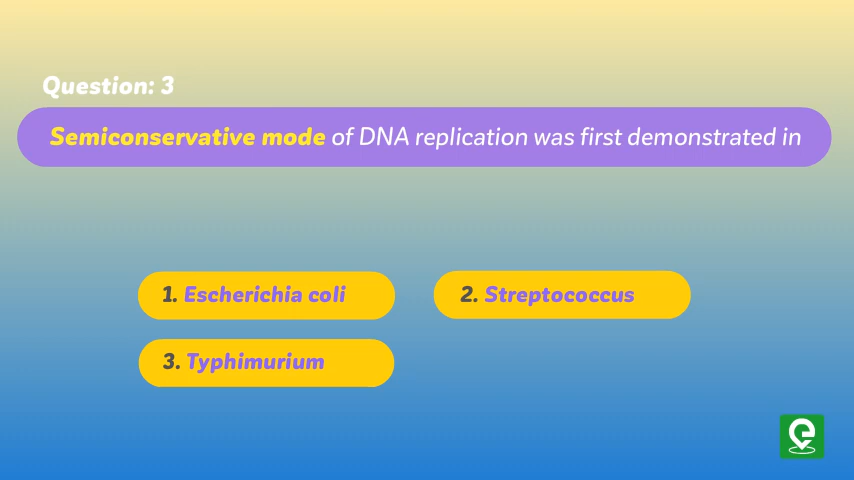 Question: 3
Semiconservative mode of DNA replication was first demonstrated in
1. Escherichia coli
2. Streptococcus
3. Typhimurium